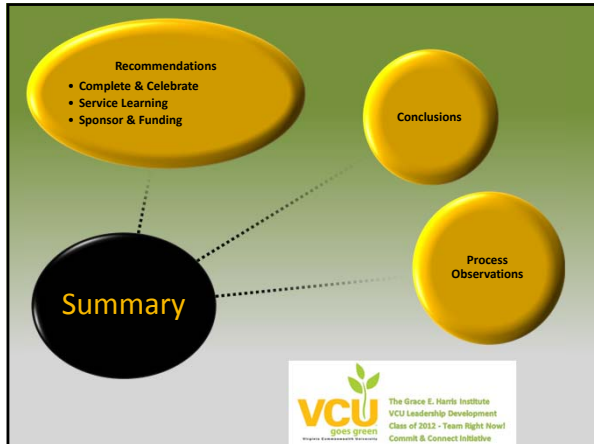 Recommendations
• Complete & Celebrate
• Service Learning
• Sponsor & Funding
Conclusions
Process
Observations
Summary
VCU
goes green
Virginia Commonwealth University
The Grace E. Harris Institute
VCU Leadership Development
Class of 2012 - Team Right Now!
Commit & Connect Initiative